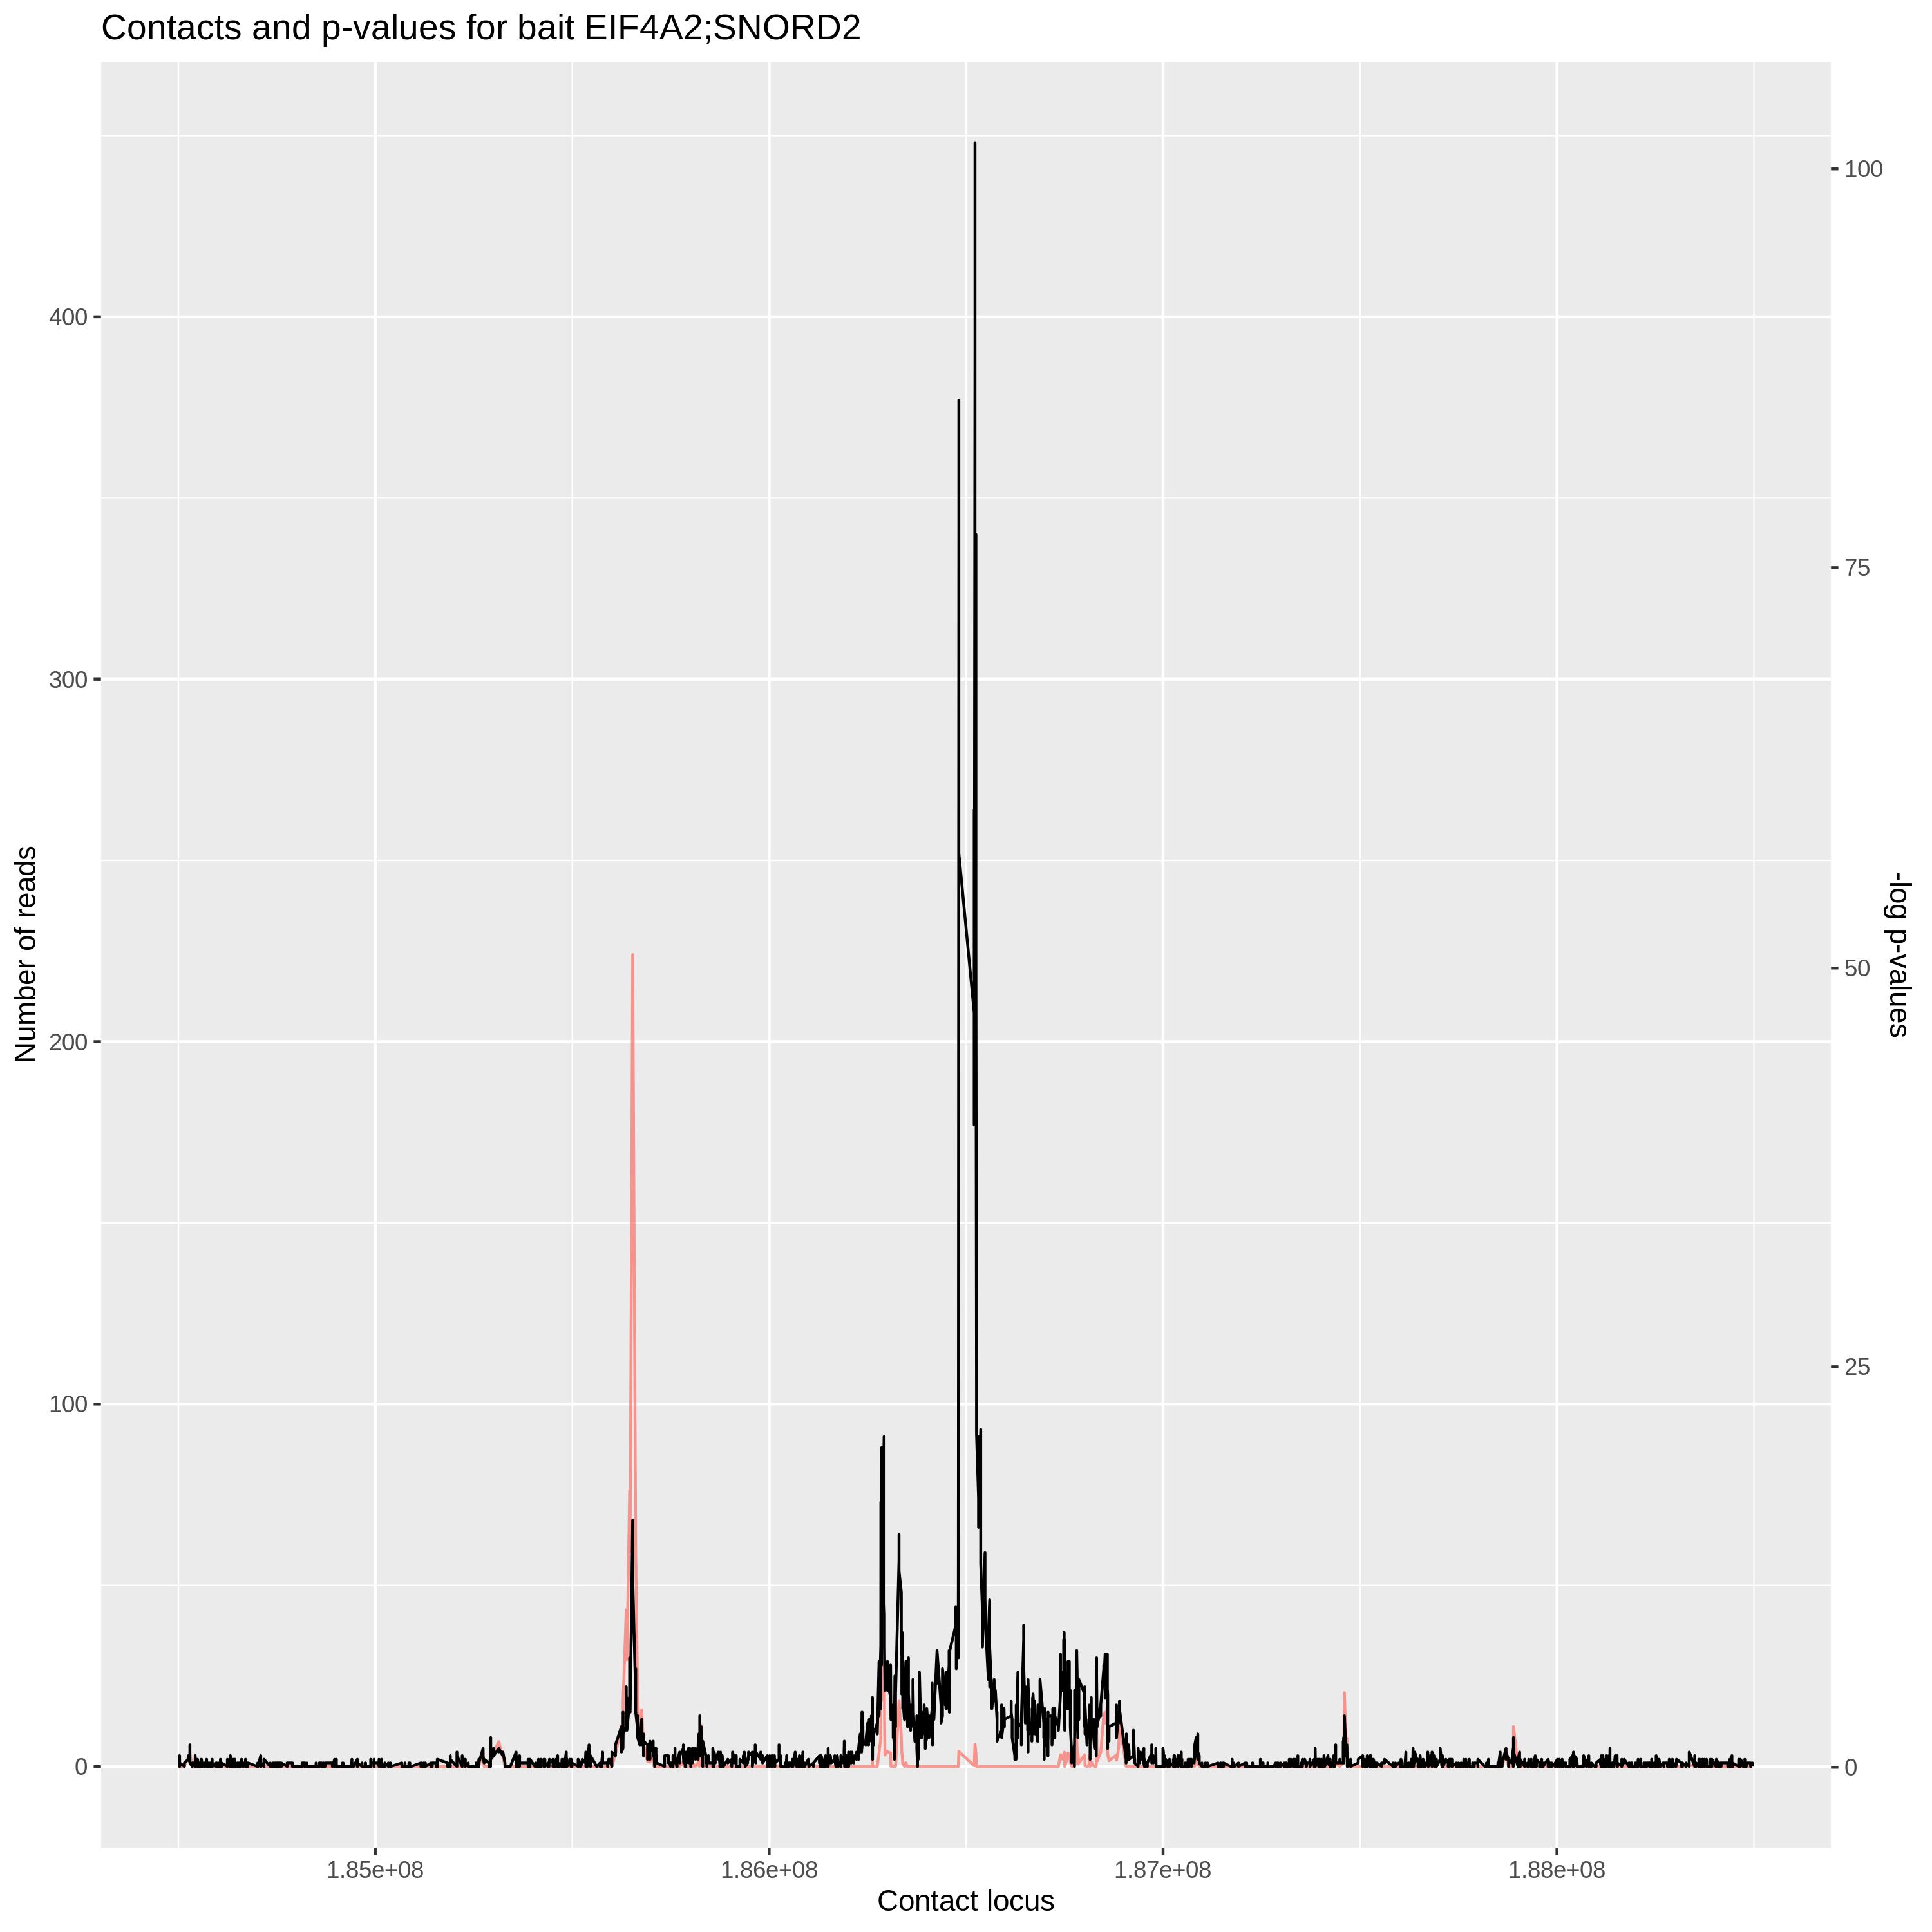 Contacts and p-values for bait EIF4A2;SNORD2
Number of reads
400
300
200
100
0
100
75
50
25
0
-log p-values
1.85e+08 1.86e+08 1.87e+08 1.88e+08
Contact locus